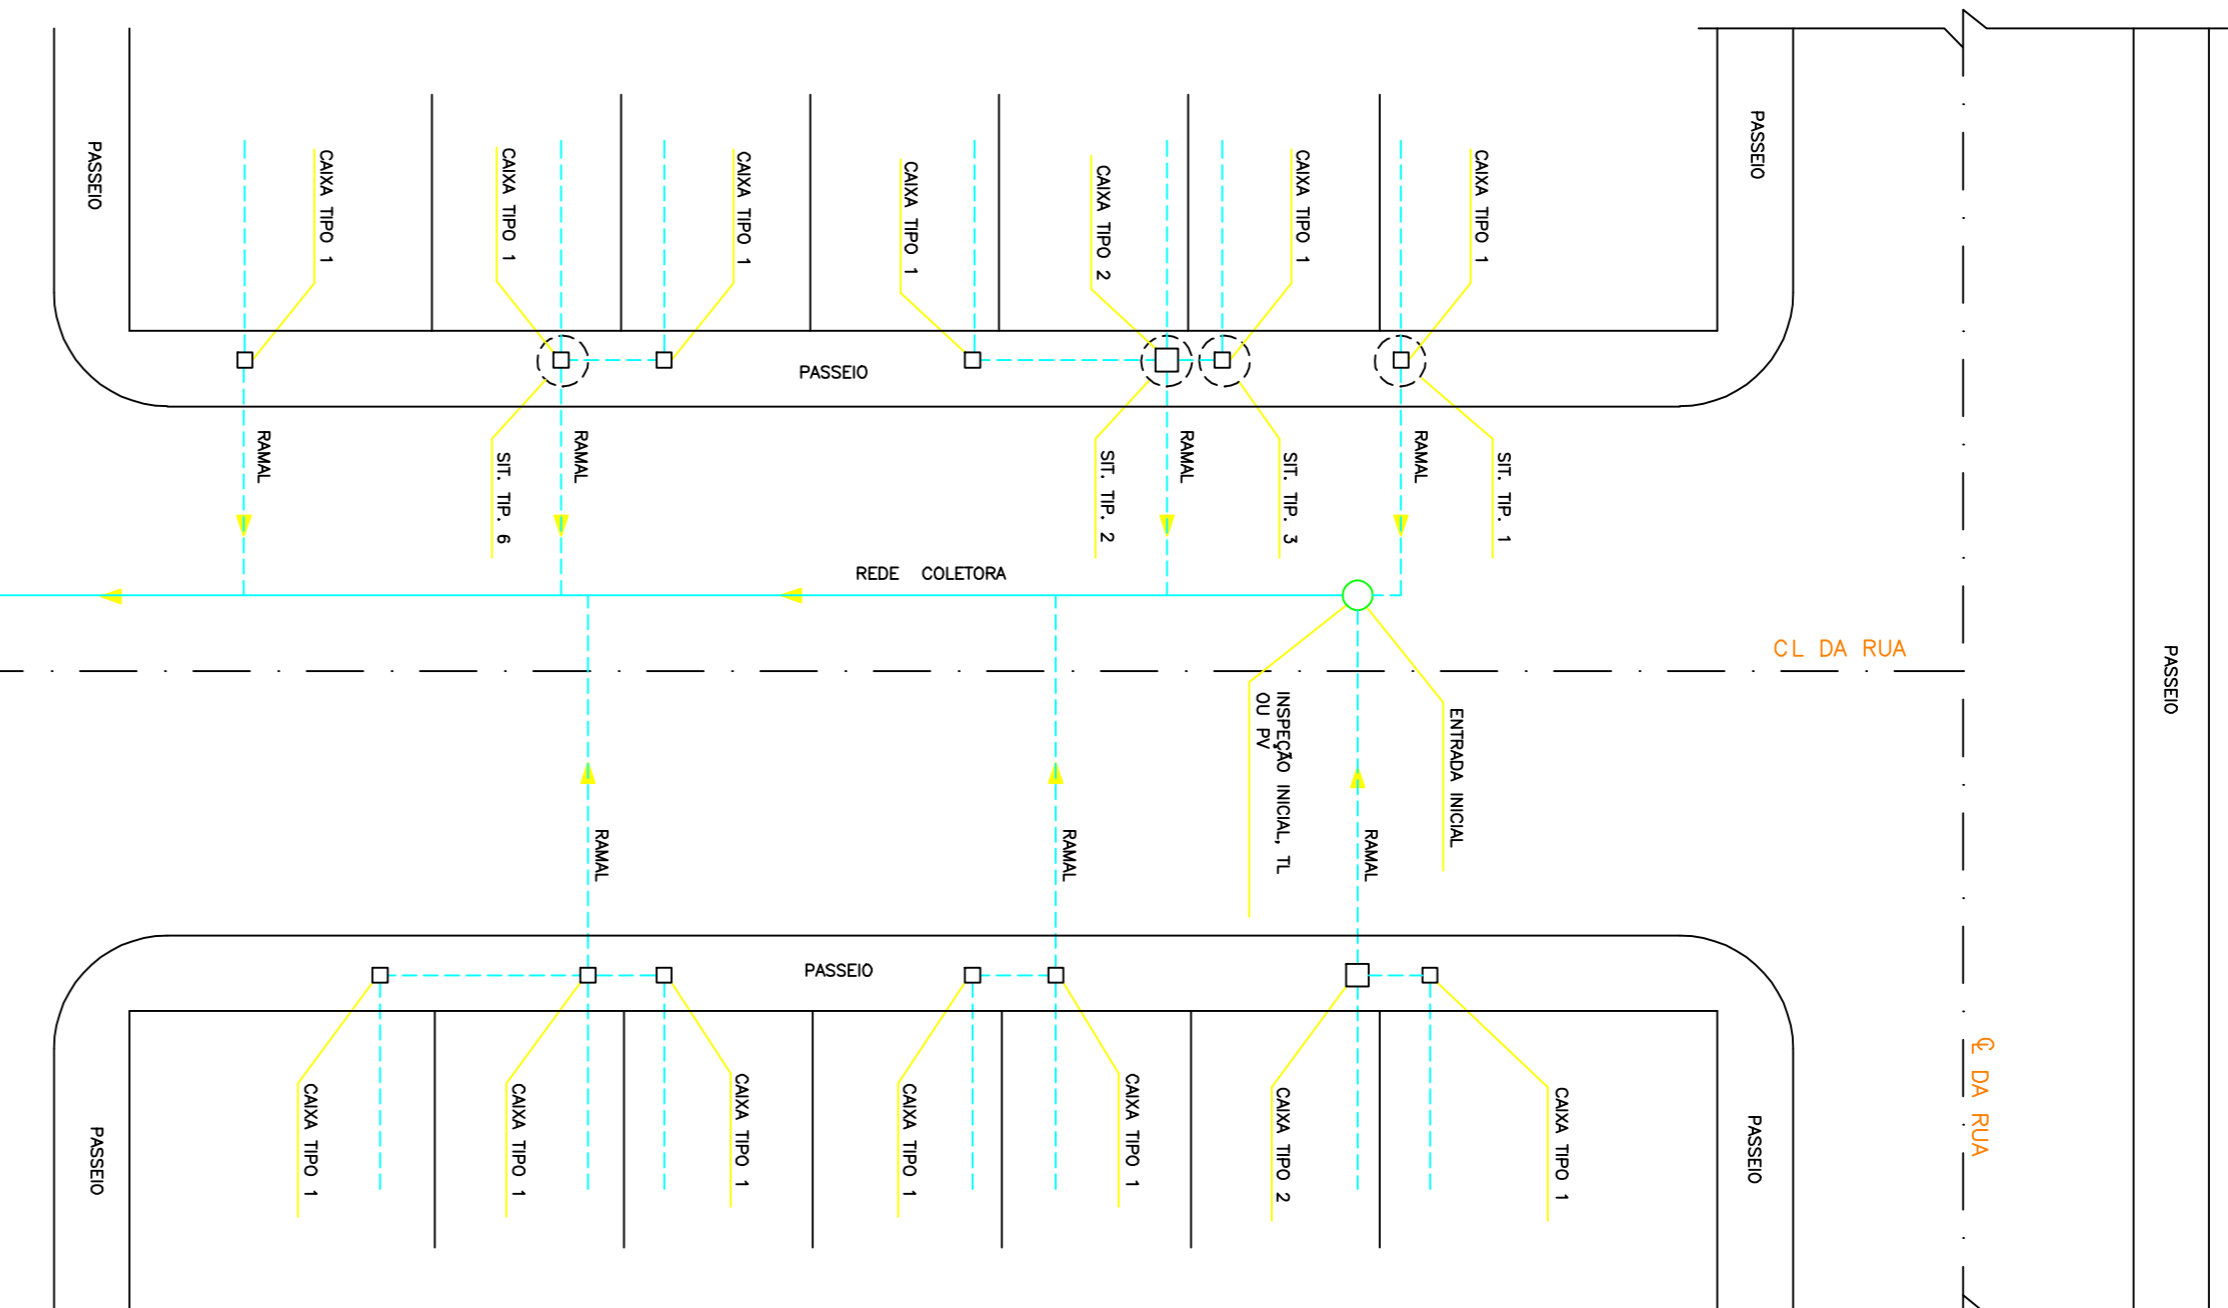 PASSEIO
CAIXA TIPO 1
CAIXA TIPO 1
CAIXA TIPO 1
CAIXA TIPO 1
CAIXA TIPO 2
CAIXA TIPO 1
CAIXA TIPO 1
PASSEIO
PASSEIO
RAMAL
SIT. TIP. 6
RAMAL
SIT. TIP. 2
RAMAL
SIT. TIP. 3
RAMAL
SIT. TIP. 1
REDE COLETORA
CL DA RUA
PASSEIO
INSPEÇÃO INICIAL, TL
OU PV.
ENTRADA INICIAL
RAMAL
RAMAL
RAMAL
PASSEIO
CL DA RUA
PASSEIO
CAIXA TIPO 1
CAIXA TIPO 1
CAIXA TIPO 1
CAIXA TIPO 1
CAIXA TIPO 1
CAIXA TIPO 2
CAIXA TIPO 1
PASSEIO